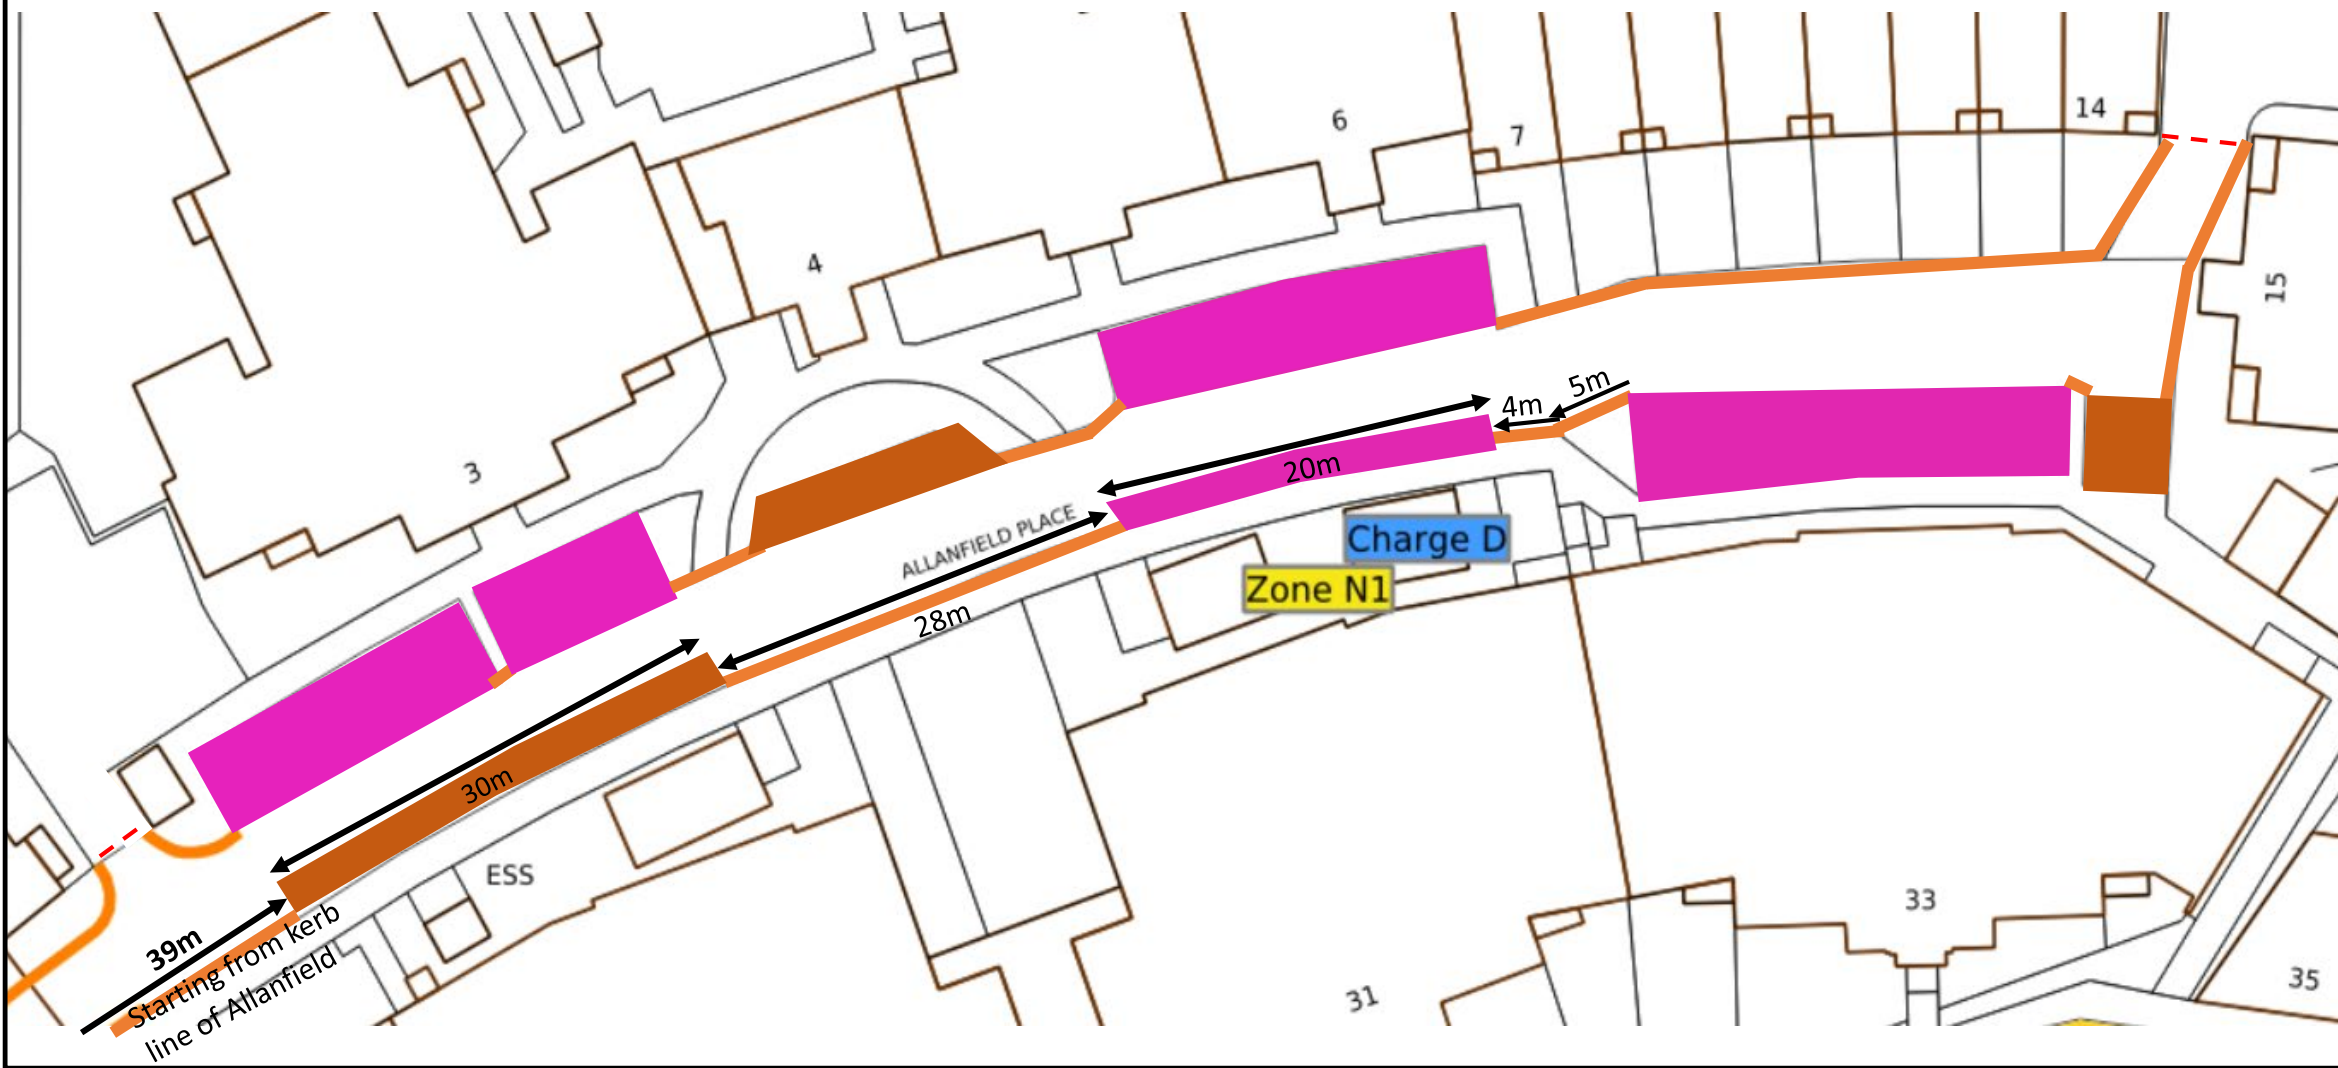 6
7
14
4
15
3
5m
4m
20m
ALLANFIELD PLACE
Charge D
Zone N1
28m
30m
ESS
39m
Starting from kerb
line of Allanfield
33
31
35